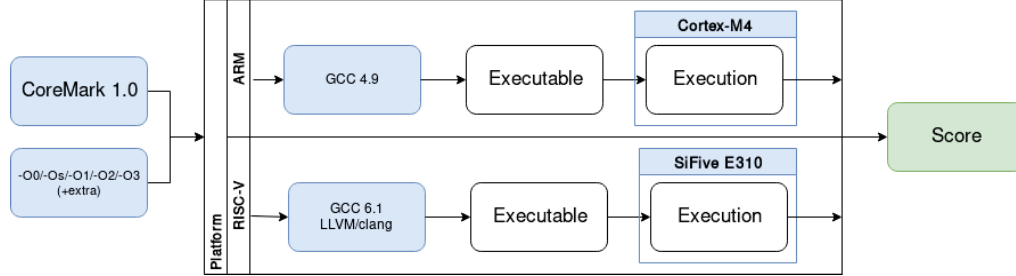 CoreMark 1.0
-O0/-Os/-O1/-O2/-O3
(+extra)
Platform
ARM
GCC 4.9
Executable
Cortex-M4
Execution
RISC-V
GCC 6.1
LLVM/clang
Executable
SiFive E310
Execution
Score